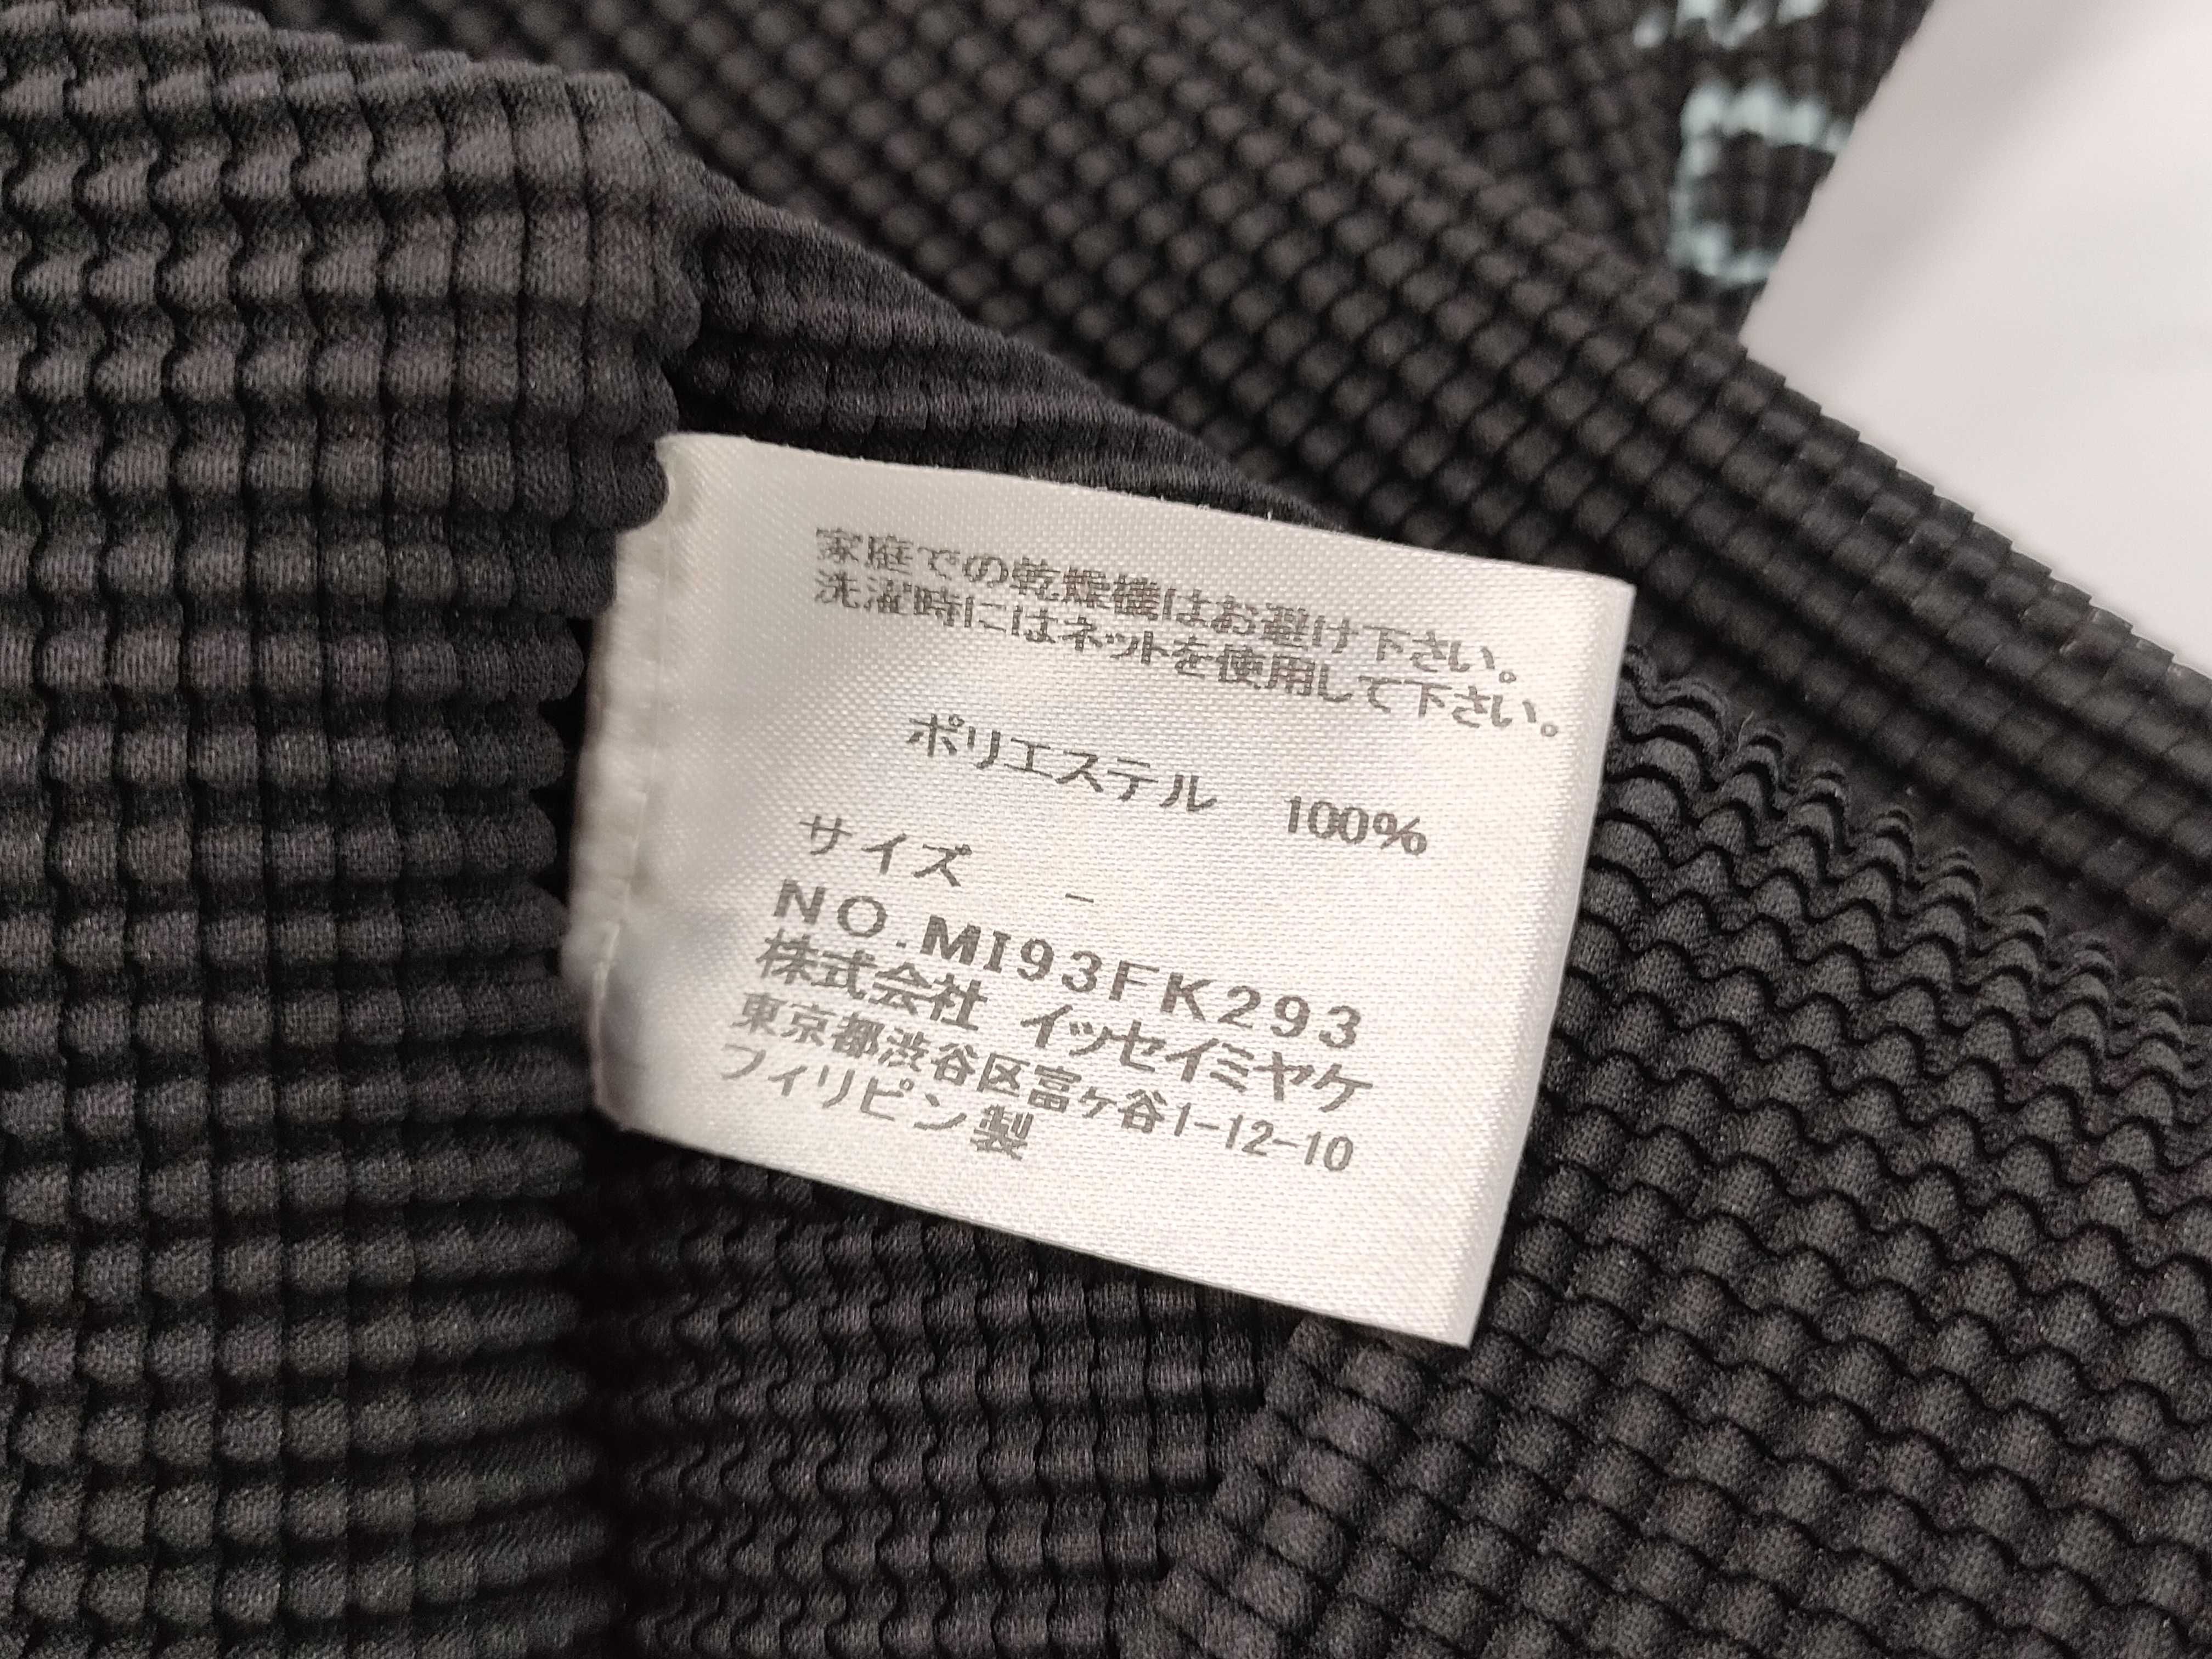 家庭での乾燥機はお避け下さい。
洗濯時にはネットを使用して下さい。
ポリエステル 100%
サイズ -
NO.MI93FK293
株式会社 イッセイミヤケ
東京都渋谷区富ケ谷1-12-10
フィリピン製